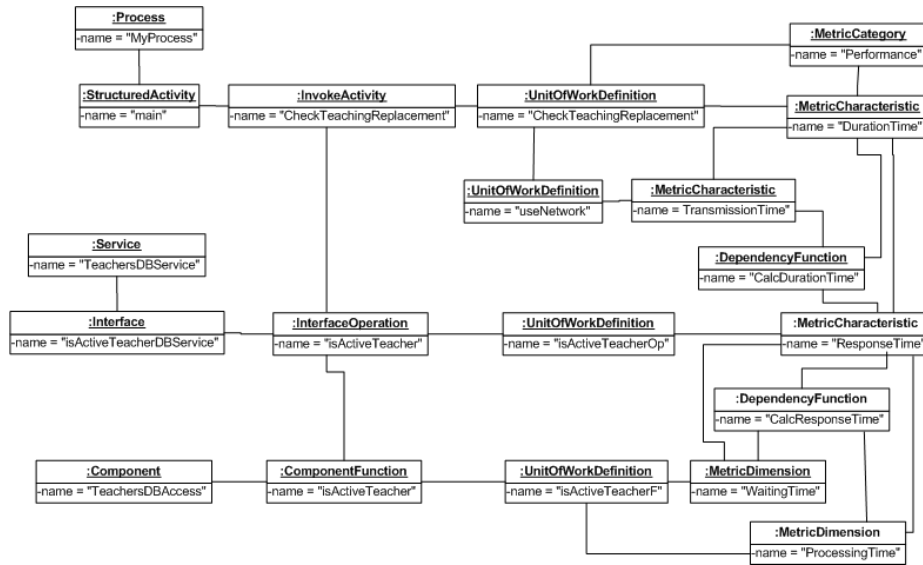 :Process
-name = "MyProcess"
:MetricCategory
-name = "Performance"
:StructuredActivity
-name = "main"
:InvokeActivity
-name = "CheckTeachingReplacement"
:UnitOfWorkDefinition
-name = "CheckTeachingReplacement"
:MetricCharacteristic
-name = "DurationTime"
:UnitOfWorkDefinition
-name = "useNetwork"
:MetricCharacteristic
-name = TransmissionTime"
:Service
-name = "TeachersDBService"
:DependencyFunction
-name = "CalcDurationTime"
:Interface
-name = "isActiveTeacherDBService"
:InterfaceOperation
-name = "isActiveTeacher"
:UnitOfWorkDefinition
-name = "isActiveTeacherOp"
:MetricCharacteristic
-name = "ResponseTime"
:DependencyFunction
-name = "CalcResponseTime"
:Component
-name = "TeachersDBAccess"
:ComponentFunction
-name = "isActiveTeacher"
:UnitOfWorkDefinition
-name = "isActiveTeacherF"
:MetricDimension
-name = "WaitingTime"
:MetricDimension
-name = "ProcessingTime"